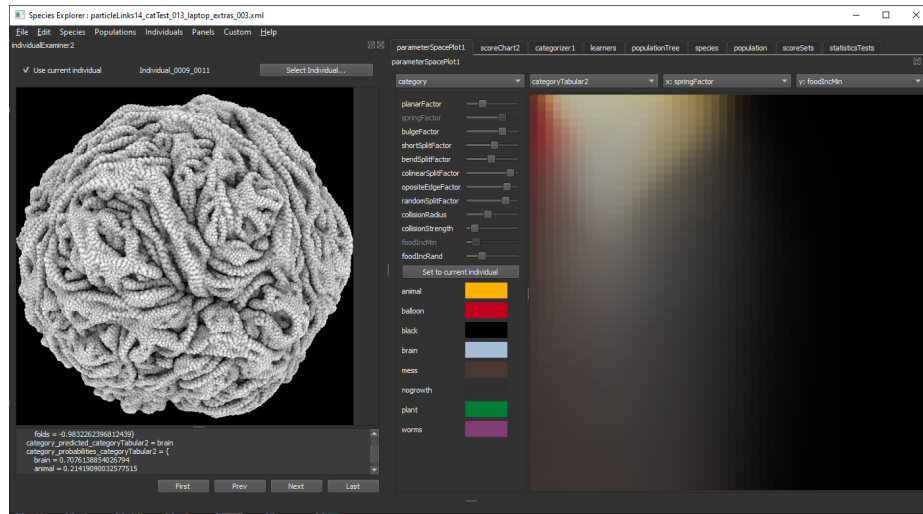 Species Explorer : particleLinks14_catTest_013_laptop_extras_003.xml
File Edit Species Populations Individuals Panels Custom Help
individualExaminer2
Use current individual Individual_0009_0011 Select Individual...
folds = -0.9832262396812439}
category_predicted_categoryTabular2 = brain
category_probabilities_categoryTabular2 = {
brain = 0.7076138854026794
animal = 0.21419090032577515
First Prev Next Last
parameterSpacePlot1 scoreChart2 categorizer1 learners populationTree species population scoreSets statisticsTests
parameterSpacePlot1
category categoryTabular2 x: springFactor y: foodIncMin
planarFactor
springFactor
bulgeFactor
shortSplitFactor
bendSplitFactor
colinearSplitFactor
opositeEdgeFactor
randomSplitFactor
collisionRadius
collisionStrength
foodIncMin
foodIncRand
Set to current individual
animal
balloon
black
brain
mess
nogrowth
plant
worms